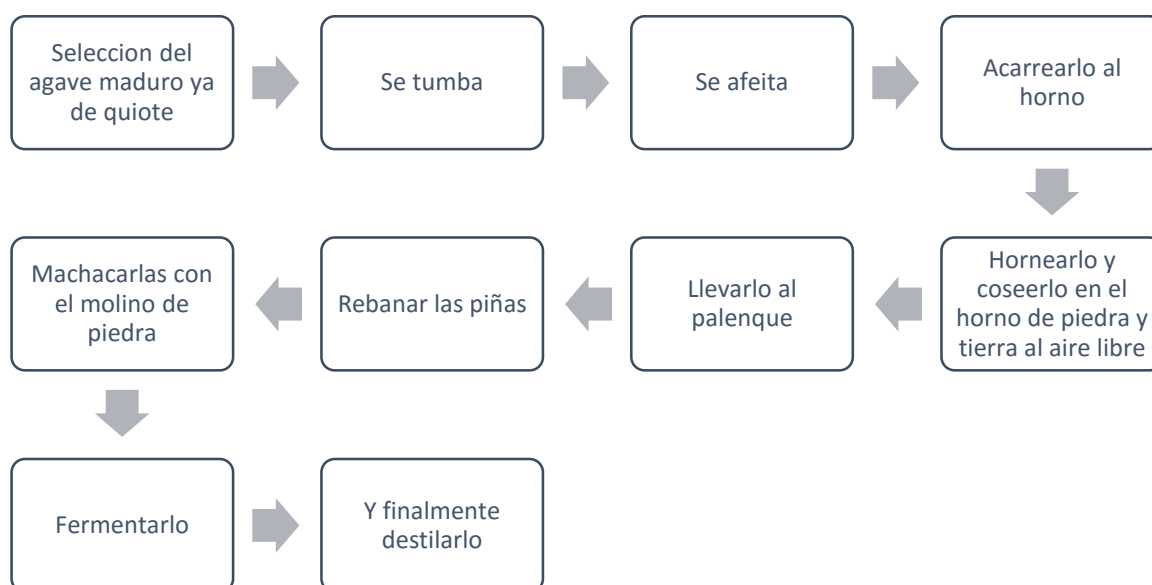 Seleccion del
agave maduro ya
de quiote
Se tumba
Se afeita
Acarrearlo al
horno
Hornearlo y
coseerlo en el
horno de piedra y
tierra al aire libre
Llevarlo al
palenque
Rebanar las piñas
Machacarlas con
el molino de
piedra
Fermentarlo
Y finalmente
destilarlo